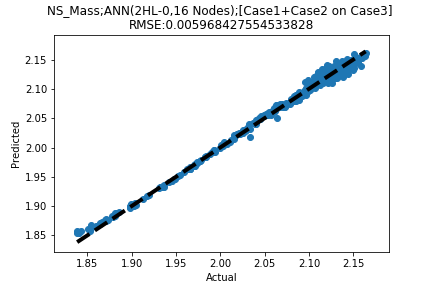 NS_Mass;ANN(2HL-0,16 Nodes);[Case1+Case2 on Case3]
RMSE:0.005968427554533828
2.15
2.10
2.05
2.00
1.95
1.90
1.85
Predicted
1.85 1.90 1.95 2.00 2.05 2.10 2.15
Actual